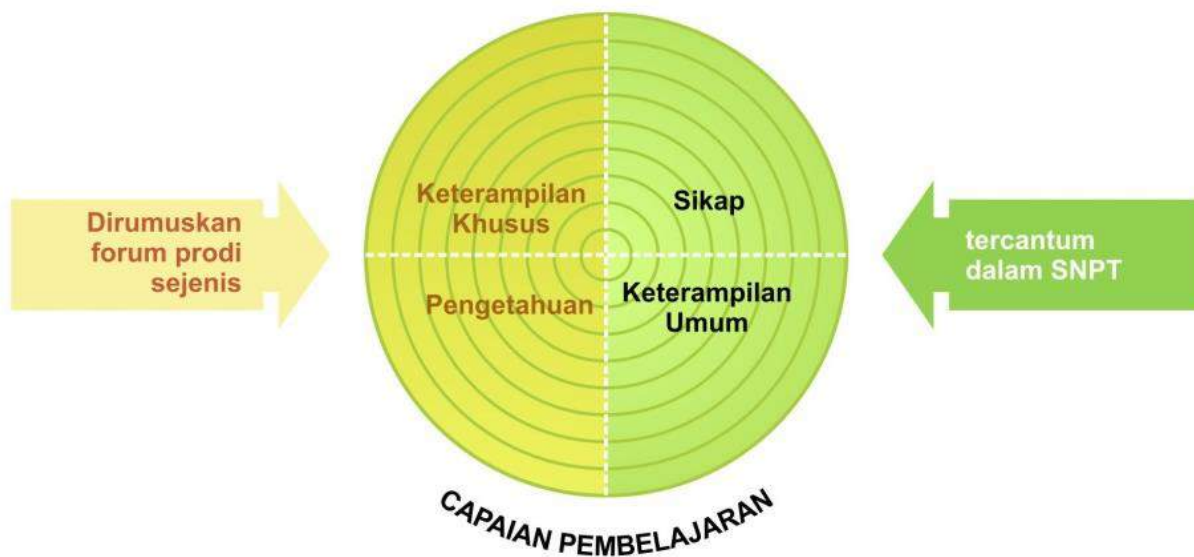 Dirumuskan
forum prodi
sejenis
Keterampilan
Khusus
Pengetahuan
Sikap
Keterampilan
Umum
tercantum
dalam SNPT
CAPAIAN PEMBELAJARAN